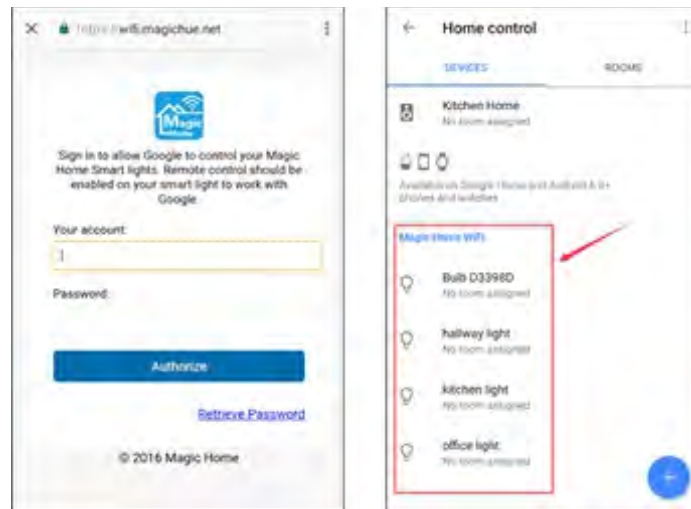 https://wifi.magichue.net
Magic
Home
Sign in to allow Google to control your Magic
Home Smart lights. Remote control should be
enabled on your smart light to work with
Google.
Your account:
Password:
Authorize
Retrieve Password
© 2016 Magic Home
Home control
DEVICES
ROOMS
Kitchen Home
No room assigned
Available on Google Home and Android 6.0+
phones and watches
Magic Home WiFi
Bulb D3398D
No room assigned
hallway light
No room assigned
kitchen light
No room assigned
office light
No room assigned